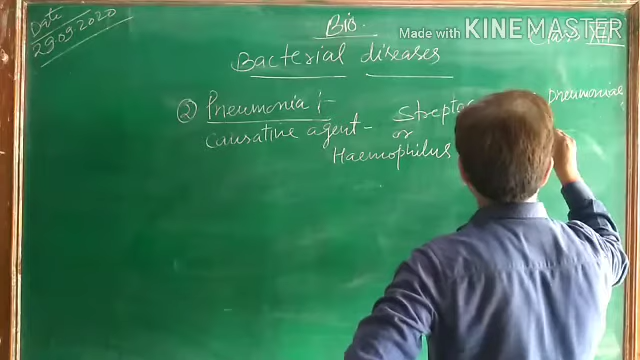 Date
29.09.2020
Bio.
Made with KINEMASTER
Class XII
Bacterial diseases
② Pneumonia :-
Causative agent - Strepto pneumoniae
or
Haemophilus